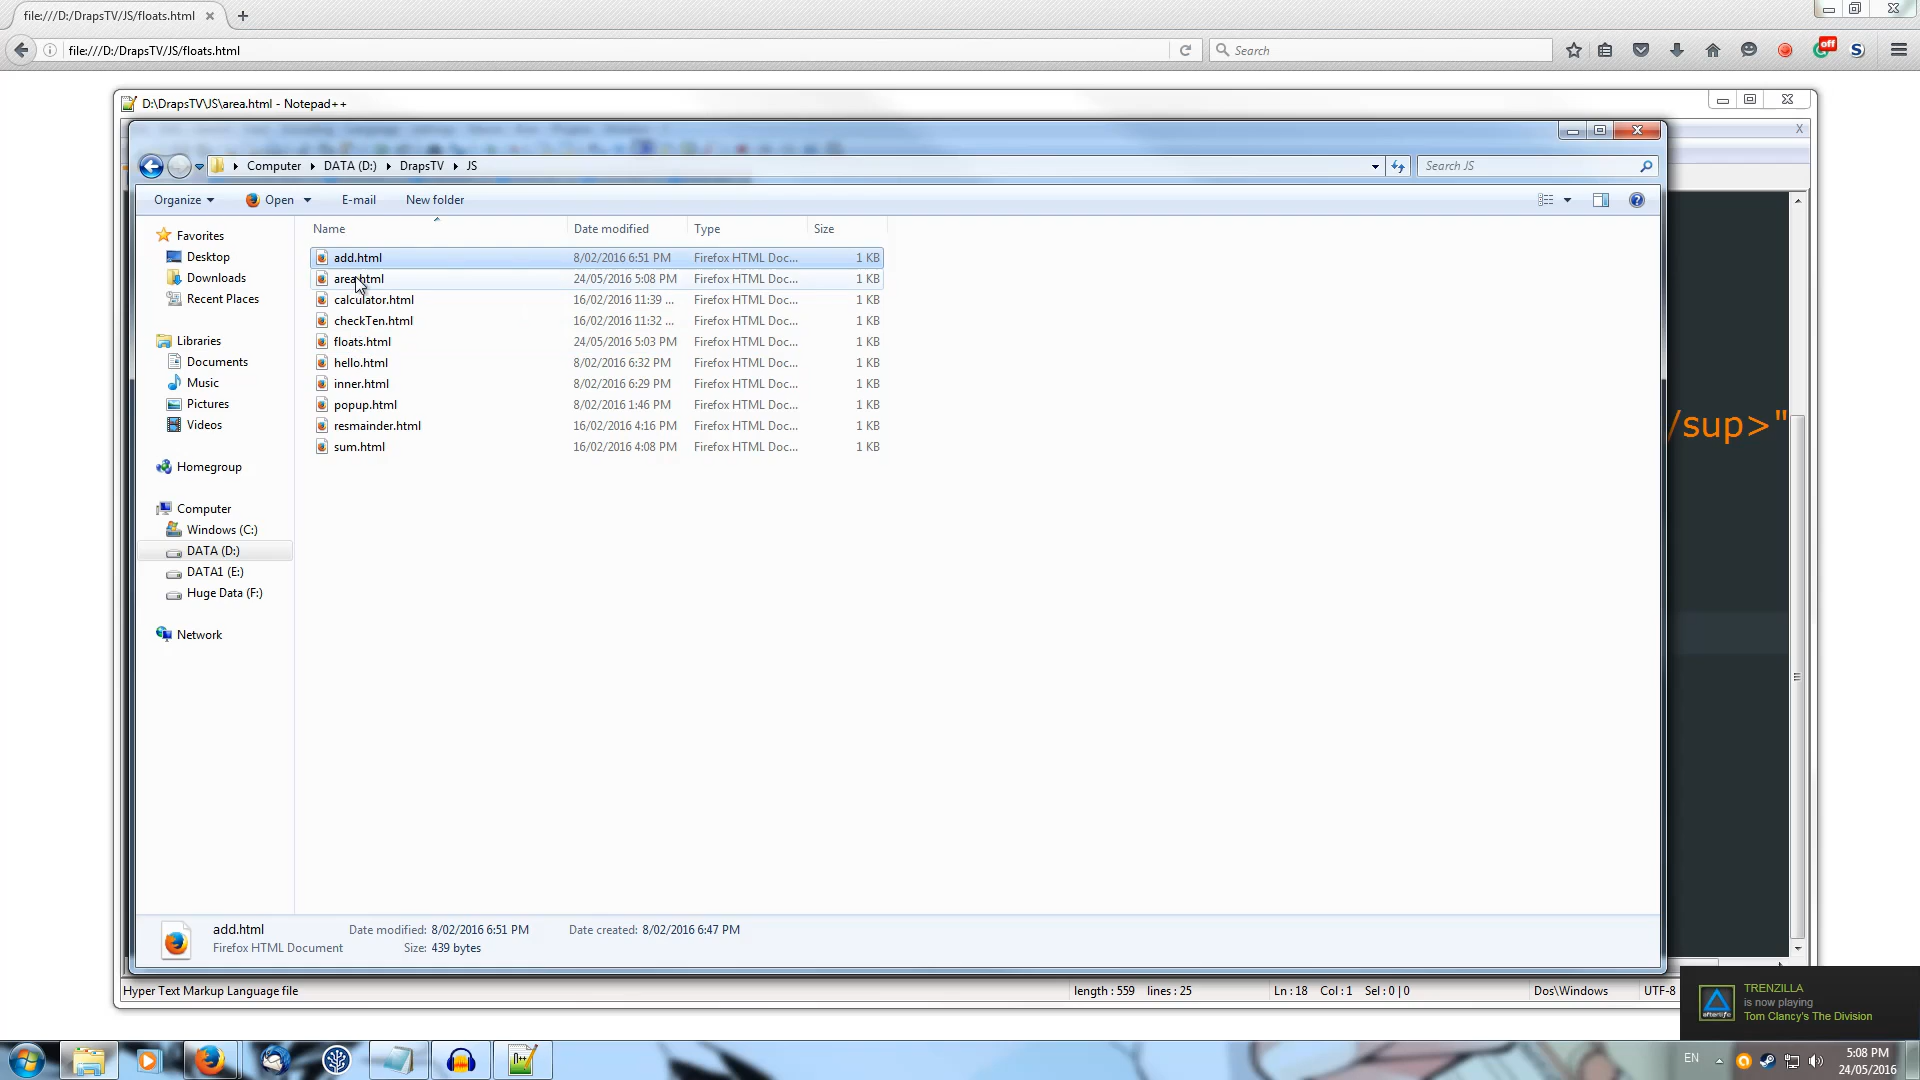 file:///D:/DrapsTV/JS/floats.html
file:///D:/DrapsTV/JS/floats.html
Search
off
S
D:\DrapsTV\JS\area.html - Notepad++
Computer DATA (D:) DrapsTV JS
Search JS
Organize Open E-mail New folder
Name Date modified Type Size
Favorites
Desktop
Downloads
Recent Places
Libraries
Documents
Music
Pictures
Videos
Homegroup
Computer
Windows (C:)
DATA (D:)
DATA1 (E:)
Huge Data (F:)
Network
add.html 8/02/2016 6:51 PM Firefox HTML Doc... 1 KB
area.html 24/05/2016 5:08 PM Firefox HTML Doc... 1 KB
calculator.html 16/02/2016 11:39 ... Firefox HTML Doc... 1 KB
checkTen.html 16/02/2016 11:32 ... Firefox HTML Doc... 1 KB
floats.html 24/05/2016 5:03 PM Firefox HTML Doc... 1 KB
hello.html 8/02/2016 6:32 PM Firefox HTML Doc... 1 KB
inner.html 8/02/2016 6:29 PM Firefox HTML Doc... 1 KB
popup.html 8/02/2016 1:46 PM Firefox HTML Doc... 1 KB
resmainder.html 16/02/2016 4:16 PM Firefox HTML Doc... 1 KB
sum.html 16/02/2016 4:08 PM Firefox HTML Doc... 1 KB
/sup>"
add.html Date modified: 8/02/2016 6:51 PM Date created: 8/02/2016 6:47 PM
Firefox HTML Document Size: 439 bytes
Hyper Text Markup Language file length : 559 lines : 25 Ln : 18 Col : 1 Sel : 0 | 0 Dos\Windows UTF-8
TRENZILLA
is now playing
Tom Clancy's The Division
afterlife
EN
5:08 PM
24/05/2016